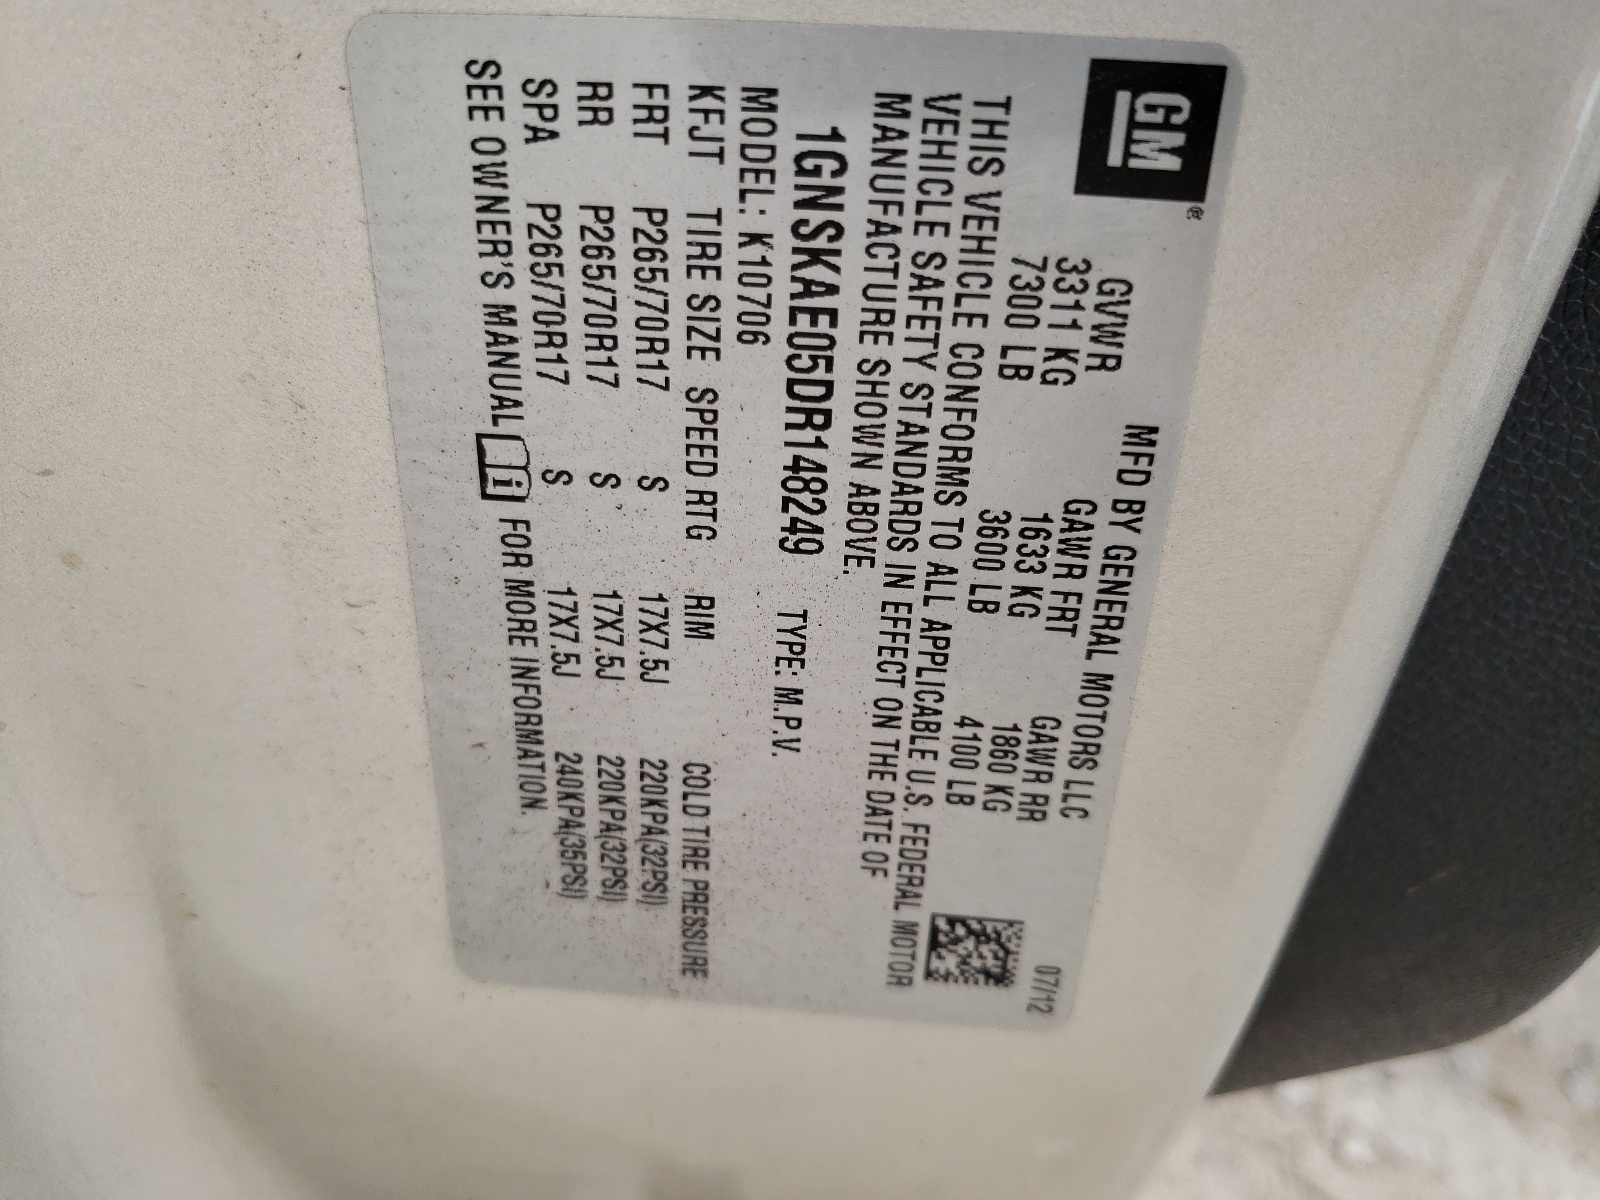 GM®
MFD BY GENERAL MOTORS LLC 07/12
GVWR GAWR FRT GAWR RR
3311 KG 1633 KG 1860 KG
7300 LB 3600 LB 4100 LB
THIS VEHICLE CONFORMS TO ALL APPLICABLE U.S. FEDERAL MOTOR
VEHICLE SAFETY STANDARDS IN EFFECT ON THE DATE OF
MANUFACTURE SHOWN ABOVE.
1GNSKAE05DR148249 TYPE: M.P.V.
MODEL: K10706
KFJT TIRE SIZE SPEED RTG RIM COLD TIRE PRESSURE
FRT P265/70R17 S 17X7.5J 220KPA(32PSI)
RR P265/70R17 S 17X7.5J 220KPA(32PSI)
SPA P265/70R17 S 17X7.5J 240KPA(35PSI)
SEE OWNER'S MANUAL i FOR MORE INFORMATION.